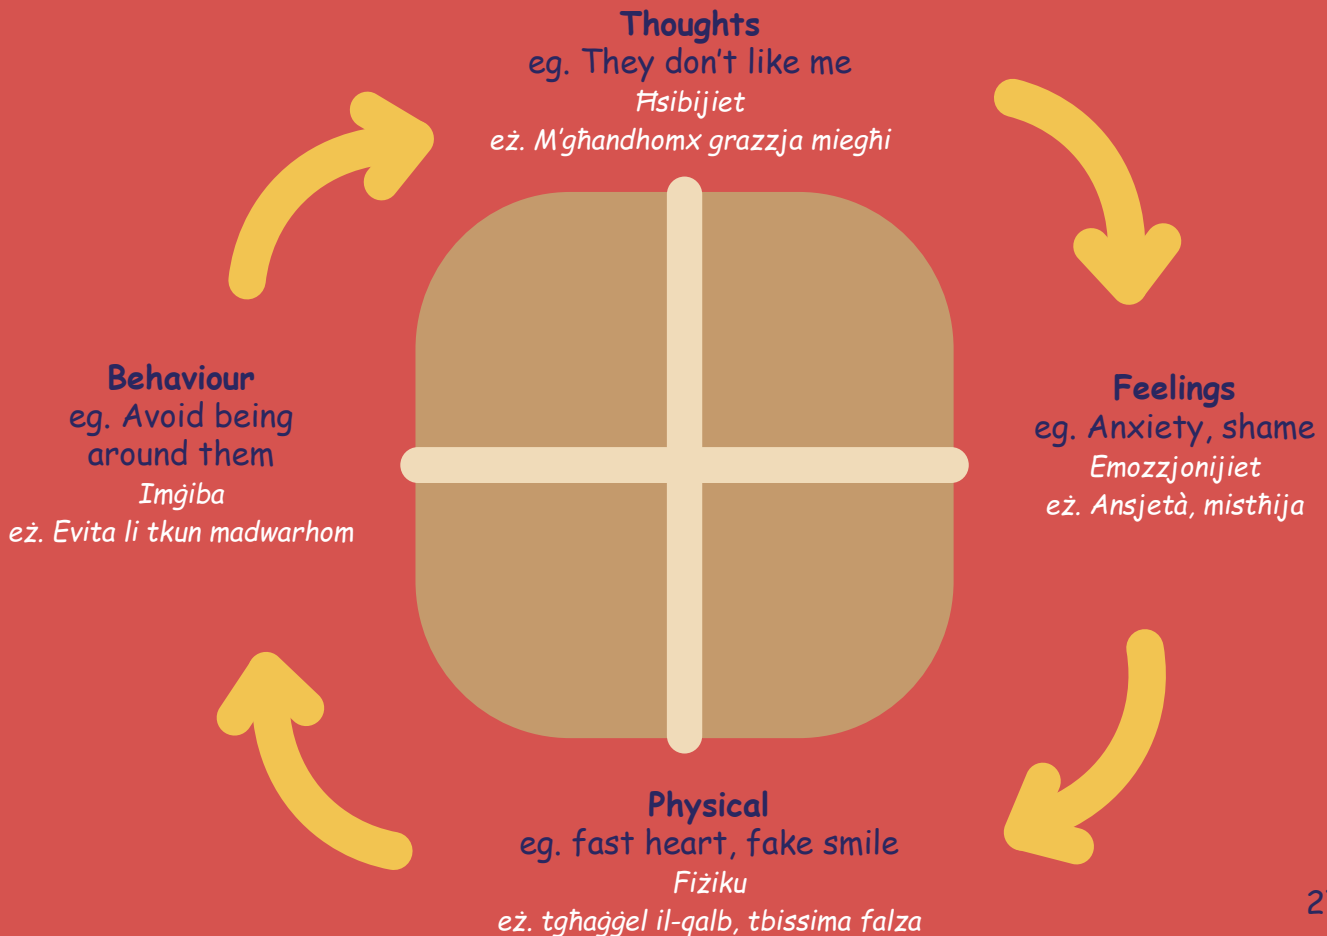 Thoughts
eg. They don't like me
Ħsibijiet
eż. M'għandhomx grazzja miegħi
Behaviour
eg. Avoid being
around them
Imġiba
eż. Evita li tkun madwarhom
Feelings
eg. Anxiety, shame
Emozzjonijiet
eż. Ansjetà, mistħija
Physical
eg. fast heart, fake smile
Fiżiku
eż. tgħaġġel il-qalb, tbissima falza